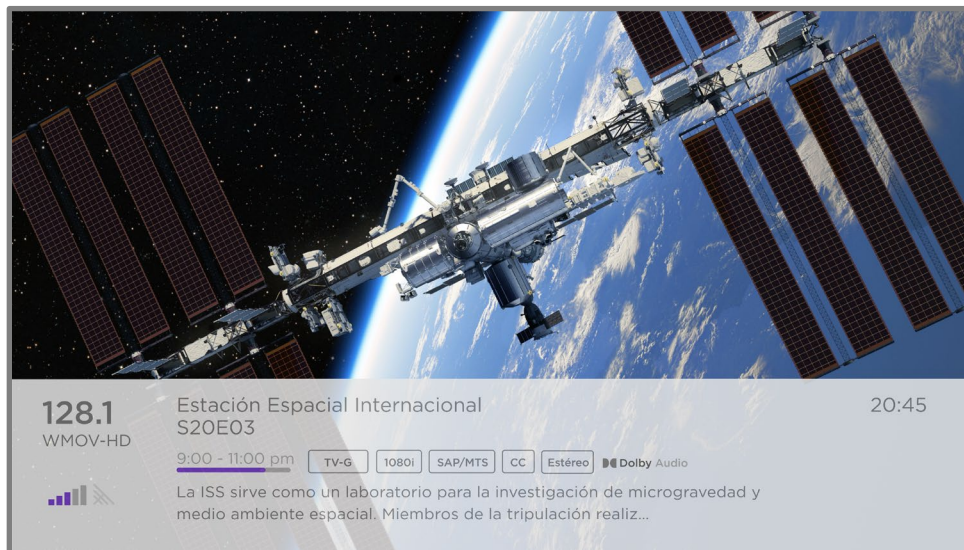 128.1
WMOV-HD
Estación Espacial Internacional
S20E03
20:45
9:00 - 11:00 pm
TV-G
1080i
SAP/MTS
CC
Estéreo
Dolby Audio
La ISS sirve como un laboratorio para la investigación de microgravedad y
medio ambiente espacial. Miembros de la tripulación realiz...